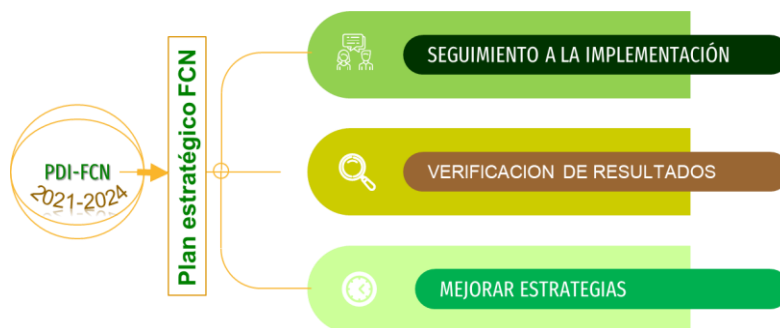 PDI-FCN
2021-2024
Plan estratégico FCN
SEGUIMIENTO A LA IMPLEMENTACIÓN
VERIFICACION DE RESULTADOS
MEJORAR ESTRATEGIAS